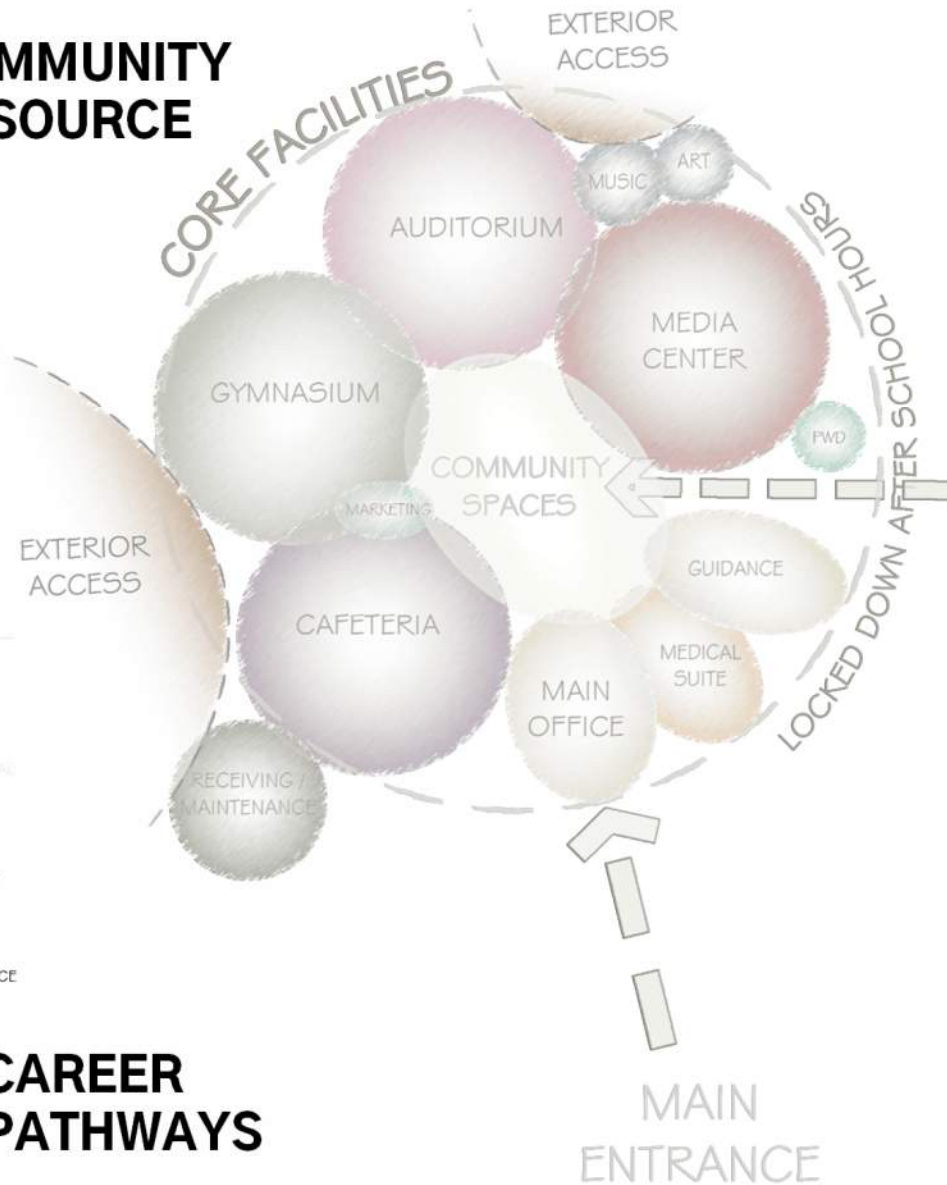 MMUNITY
SOURCE
EXTERIOR
ACCESS
CORE FACILITIES
MUSIC
ART
AUDITORIUM
LOCKED DOWN AFTER SCHOOL HOURS
MEDIA
CENTER
GYMNASIUM
PWD
COMMUNITY
SPACES
MARKETING
EXTERIOR
ACCESS
GUIDANCE
CAFETERIA
MEDICAL
SUITE
MAIN
OFFICE
RECEIVING /
MAINTENANCE
CE
CAREER
PATHWAYS
MAIN
ENTRANCE